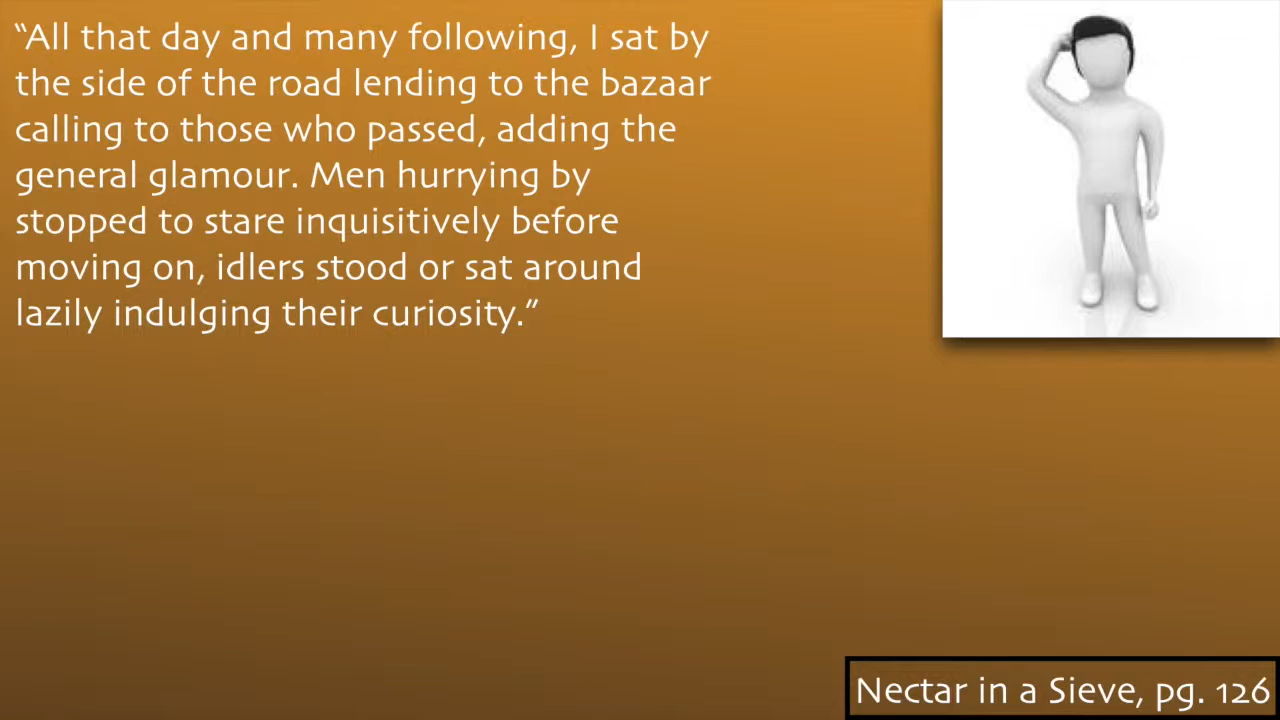 “All that day and many following, I sat by
the side of the road lending to the bazaar
calling to those who passed, adding the
general glamour. Men hurrying by
stopped to stare inquisitively before
moving on, idlers stood or sat around
lazily indulging their curiosity.”
Nectar in a Sieve, pg. 126